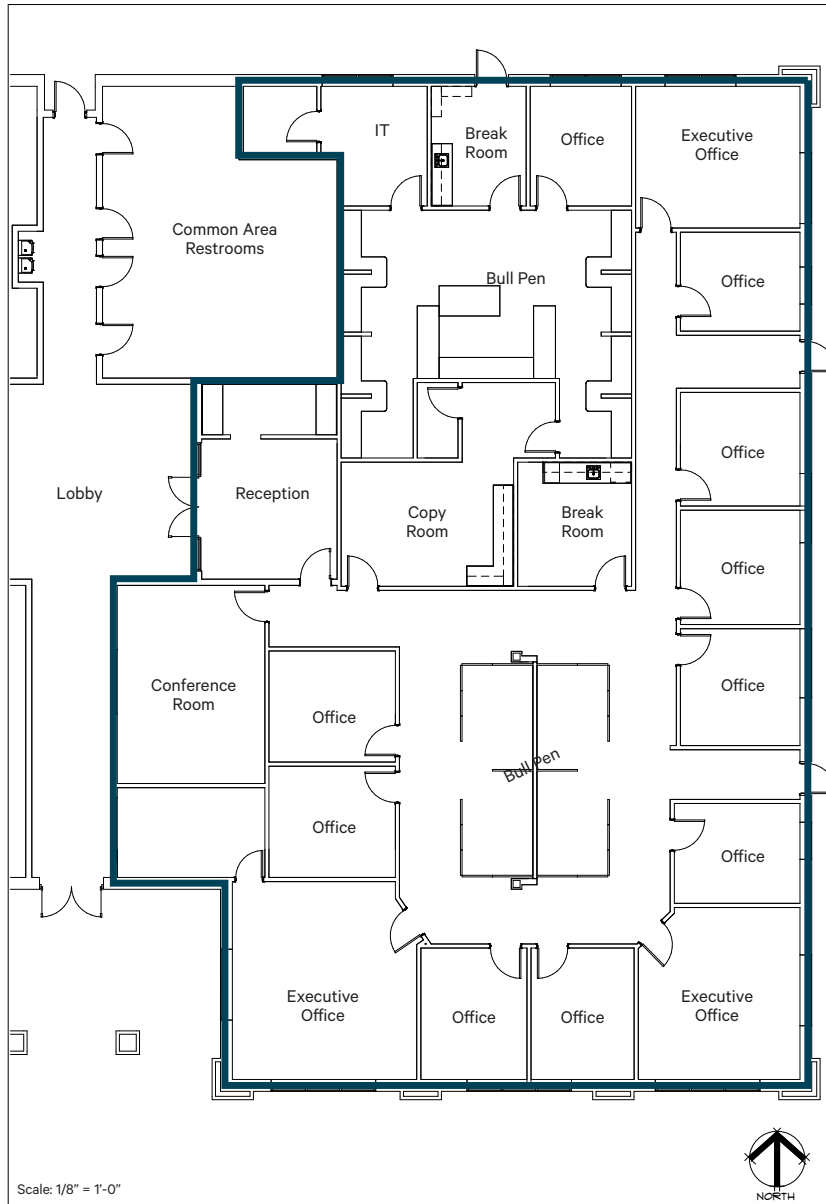 IT
Break
Room
Office
Executive
Office
Common Area
Restrooms
Bull Pen
Office
Office
Lobby
Reception
Copy
Room
Break
Room
Office
Conference
Room
Office
Office
Bull Pen
Office
Office
Executive
Office
Office
Office
Executive
Office
Scale: 1/8” = 1’-0”
NORTH